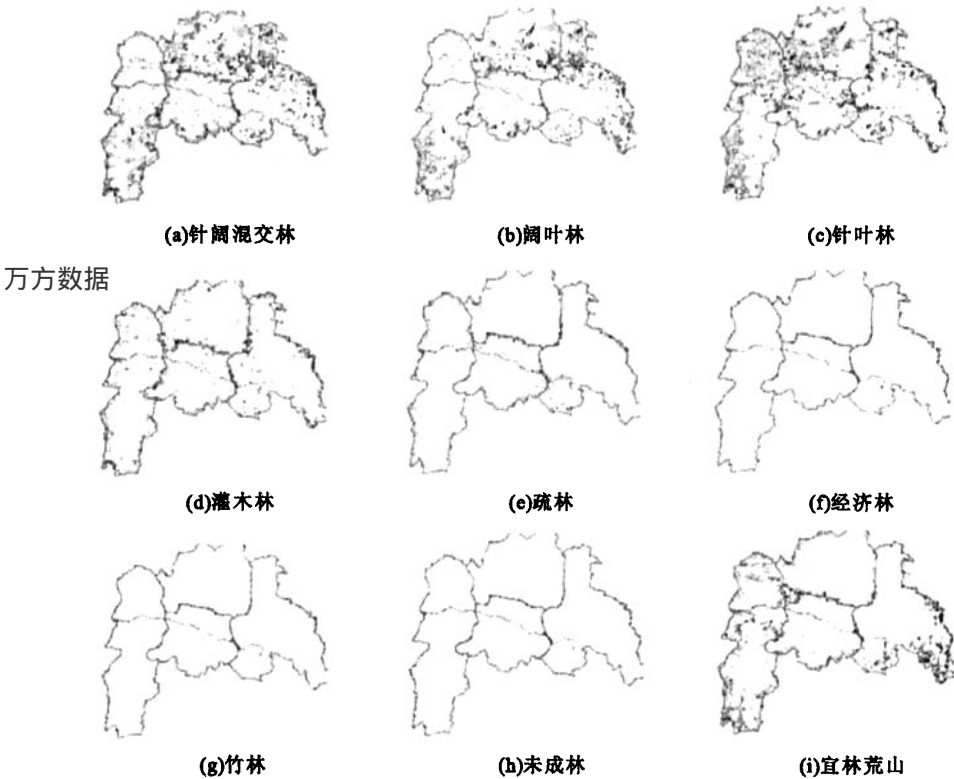 (a)针阔混交林
(b)阔叶林
(c)针叶林
万方数据
(d)灌木林
(e)疏林
(f)经济林
(g)竹林
(h)未成林
(i)宜林荒山